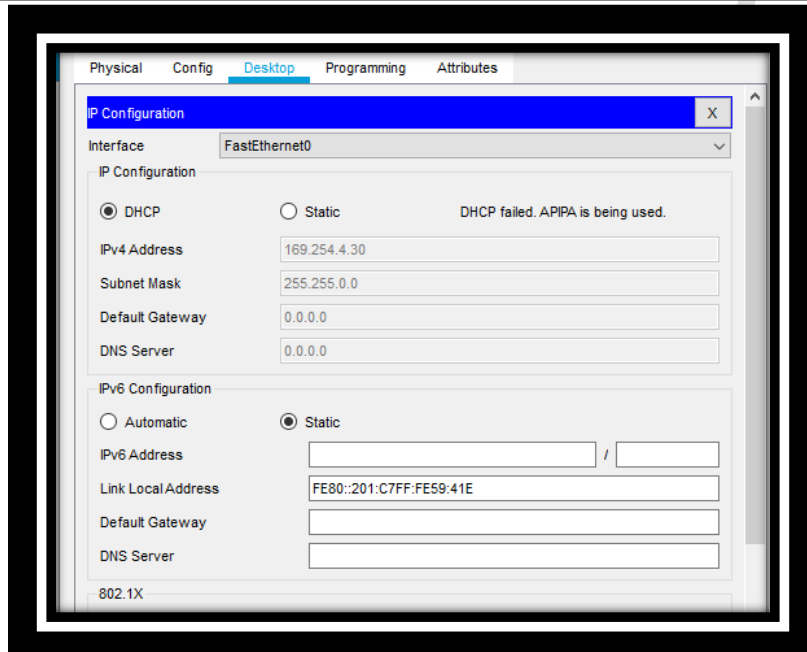 Physical Config Desktop Programming Attributes
IP Configuration X
Interface FastEthernet0
IP Configuration
DHCP Static DHCP failed. APIPA is being used.
IPv4 Address 169.254.4.30
Subnet Mask 255.255.0.0
Default Gateway 0.0.0.0
DNS Server 0.0.0.0
IPv6 Configuration
Automatic Static
IPv6 Address /
Link Local Address FE80::201:C7FF:FE59:41E
Default Gateway
DNS Server
802.1X